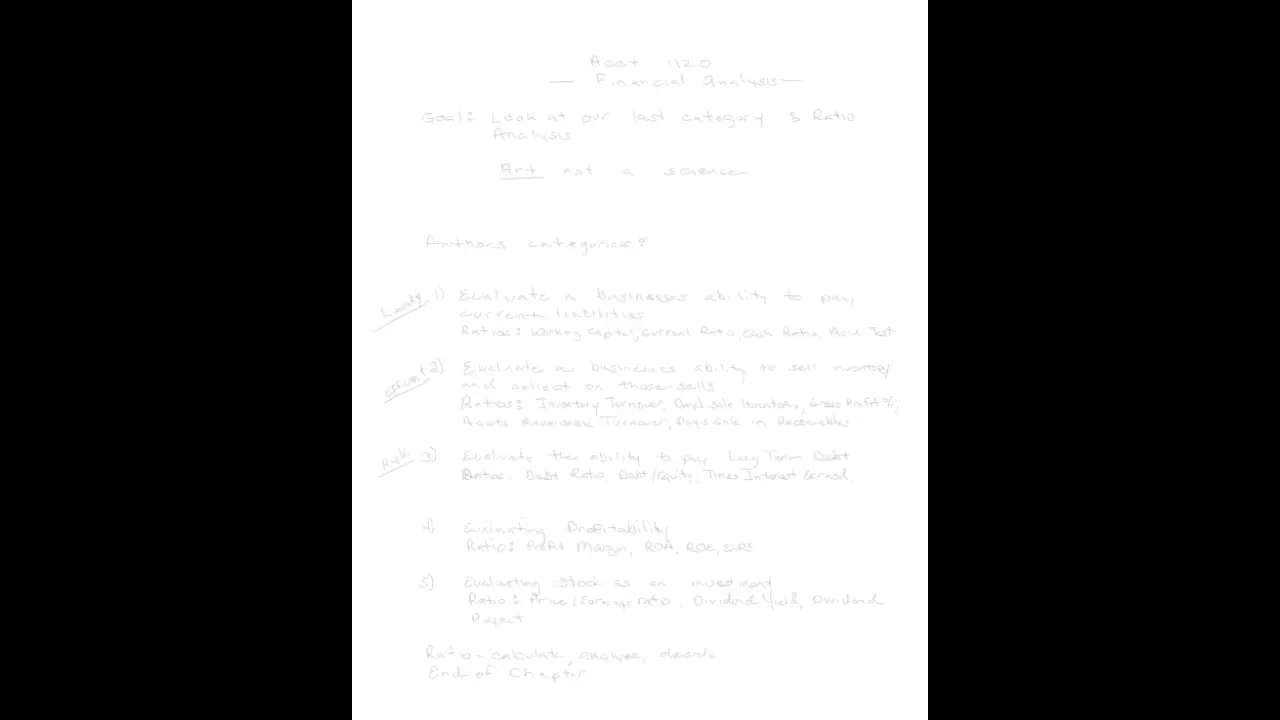 Acct 1120
— Financial Analysis —
Goal: Look at our last category & Ratio
Analysis
Art not a science
Authors categories:
1) Evaluate a businesses ability to pay
current liabilities
Ratios: Working Capital, Current Ratio, Cash Ratio, Acid Test
2) Evaluate a businesses ability to sell inventory
and collect on those sells
Ratios: Inventory Turnover, Days sale Inventory, Gross Profit %,
Accts Receivable Turnover, Days Sale in Receivables
3) Evaluate the ability to pay Long Term Debt
Debt Ratio, Debt/Equity, Times Interest Earned
4) Evaluating Profitability
Ratio: Profit Margin, ROA, ROE, EPS
5) Evaluating stock as an investment
Ratio: Price/Earnings ratio, Dividend Yield, Dividend
Payout
Ratio - calculate, analyze, decide
End of Chapter